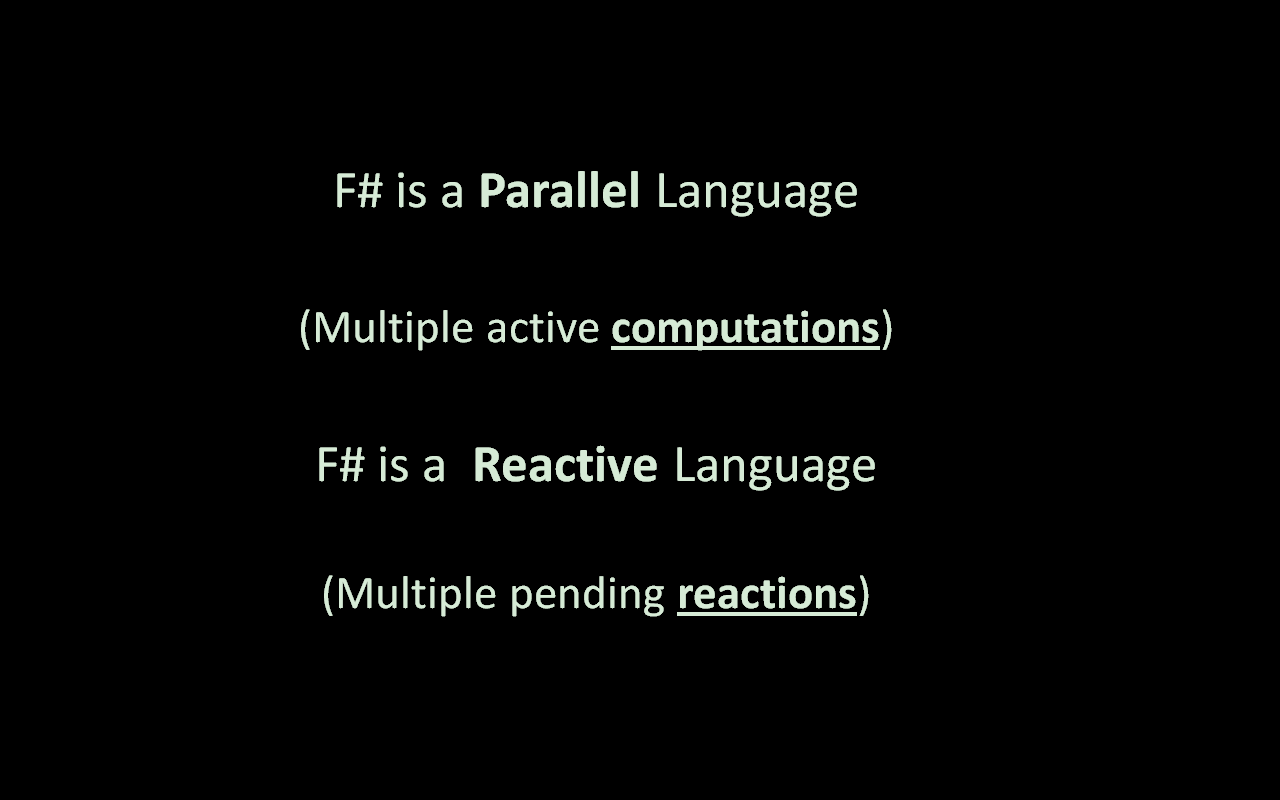 F# is a Parallel Language
(Multiple active computations)
F# is a  Reactive Language
(Multiple pending reactions)